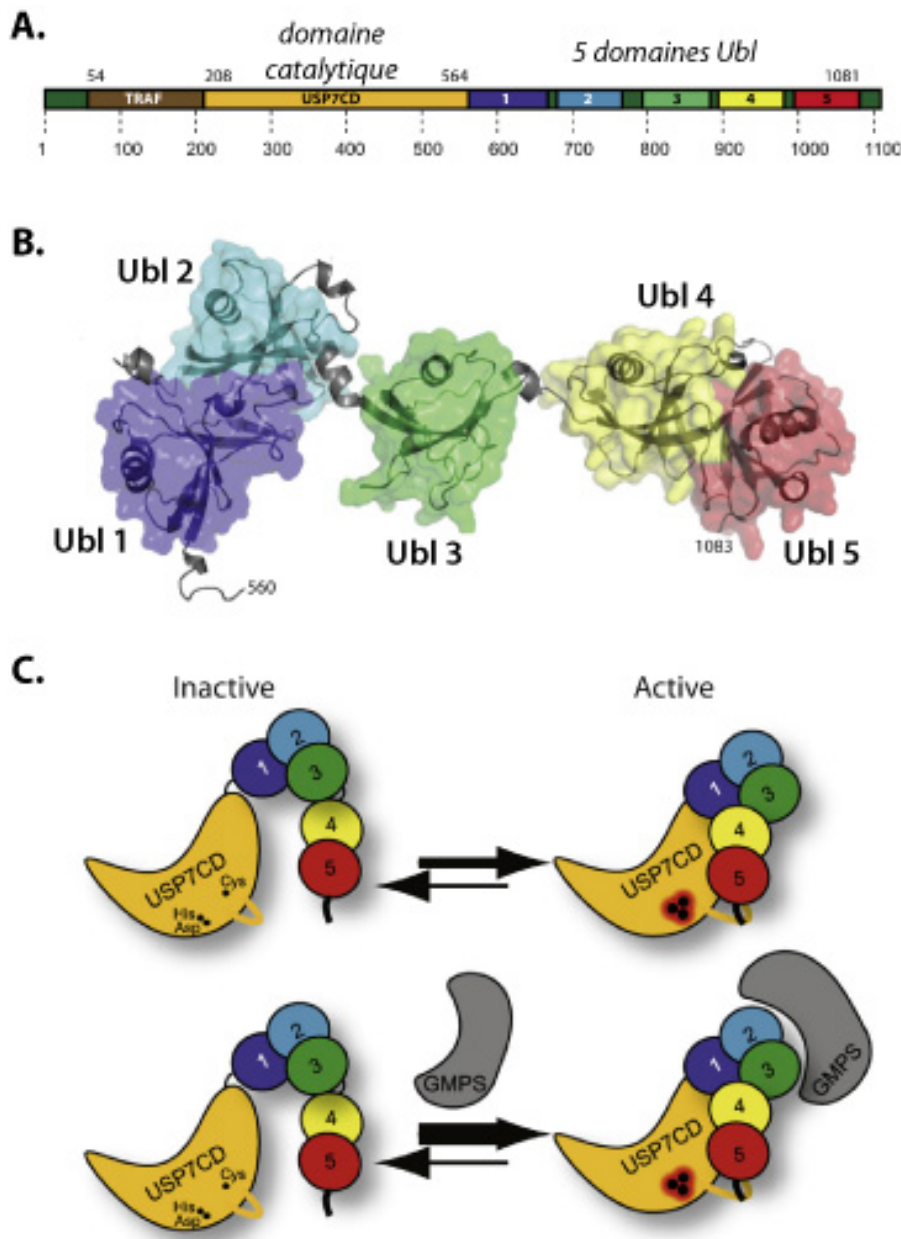 A.
domaine
catalytique
5 domaines Ubl
54
208
564
1081
TRAF
USP7CD
1
2
3
4
5
1
100
200
300
400
500
600
700
800
900
1000
1100
B.
Ubl 2
Ubl 4
Ubl 1
560
Ubl 3
1083
Ubl 5
C.
Inactive
Active
1
2
3
4
5
USP7CD
Cys
His
Asp
1
2
3
4
5
USP7CD
GMPS
1
2
3
4
5
USP7CD
Cys
His
Asp
1
2
3
4
5
USP7CD
GMPS